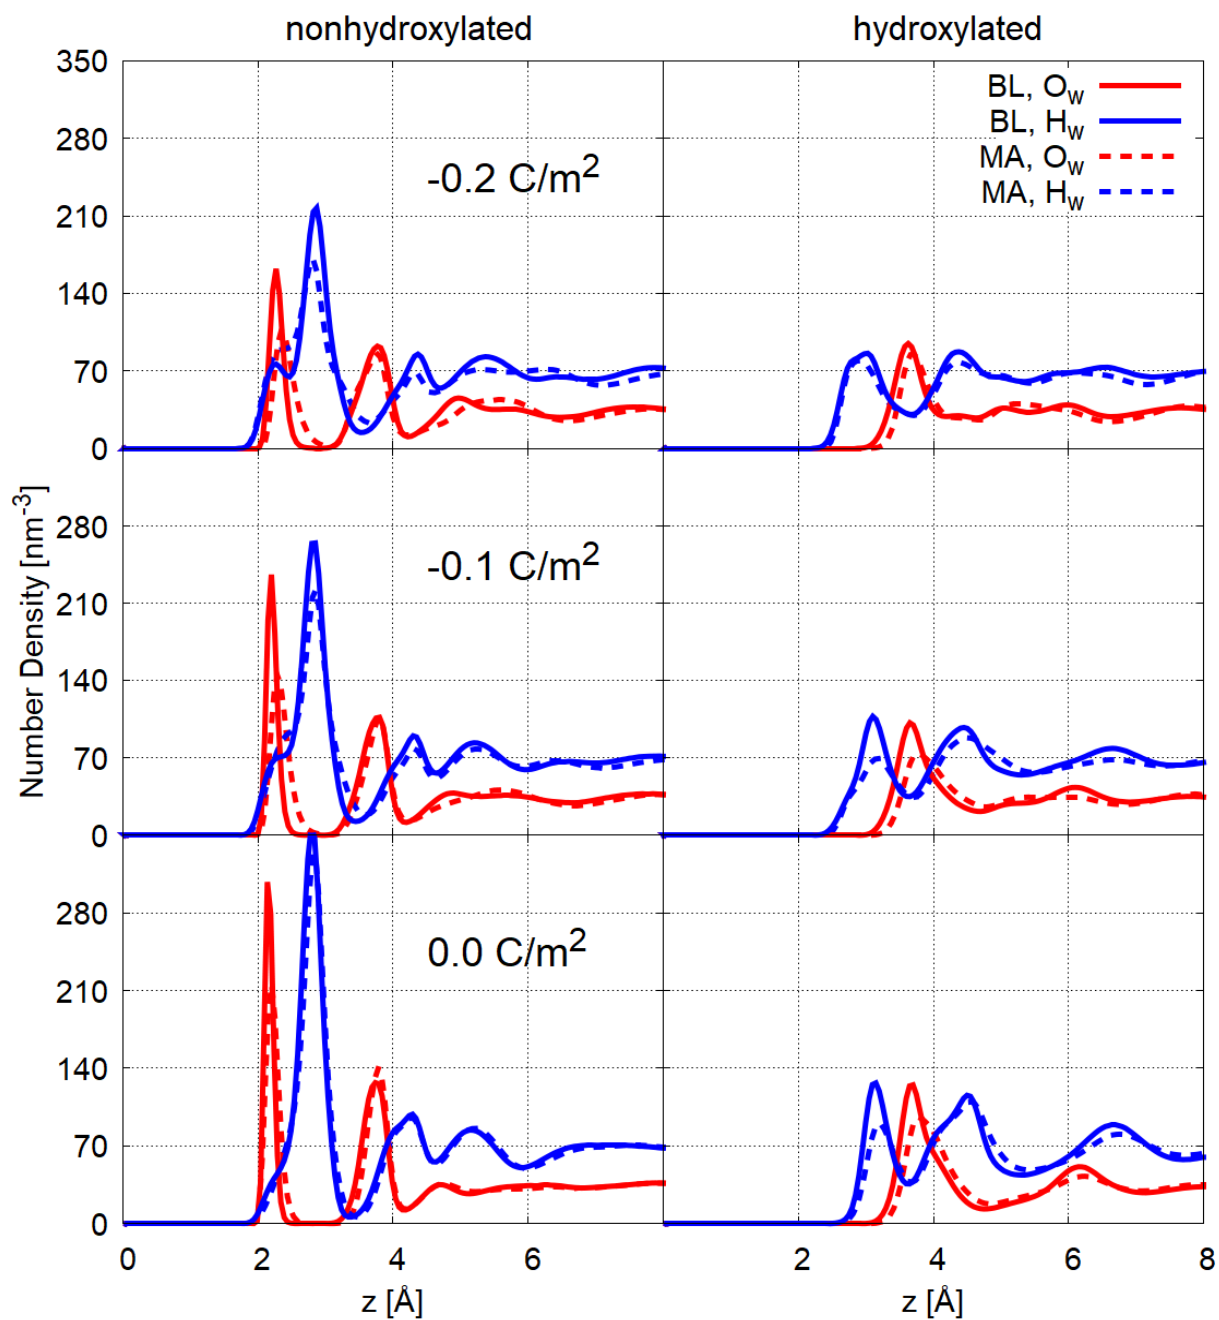 nonhydroxylated hydroxylated
350
BL, Ow
BL, Hw
MA, Ow
MA, Hw
280
-0.2 C/m²
210
140
70
0
Number Density [nm⁻³]
280
-0.1 C/m²
210
140
70
0
280
0.0 C/m²
210
140
70
0
0 2 4 6 2 4 6 8
z [Å] z [Å]